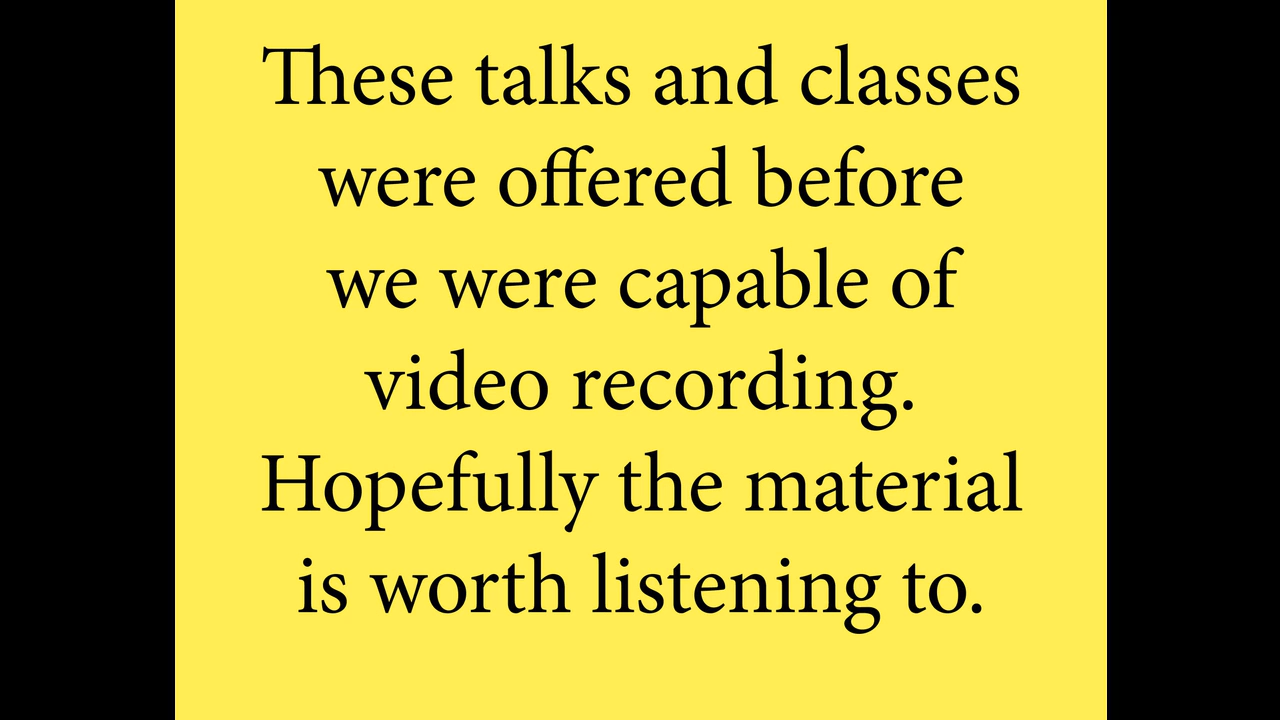 These talks and classes
were offered before
we were capable of
video recording.
Hopefully the material
is worth listening to.